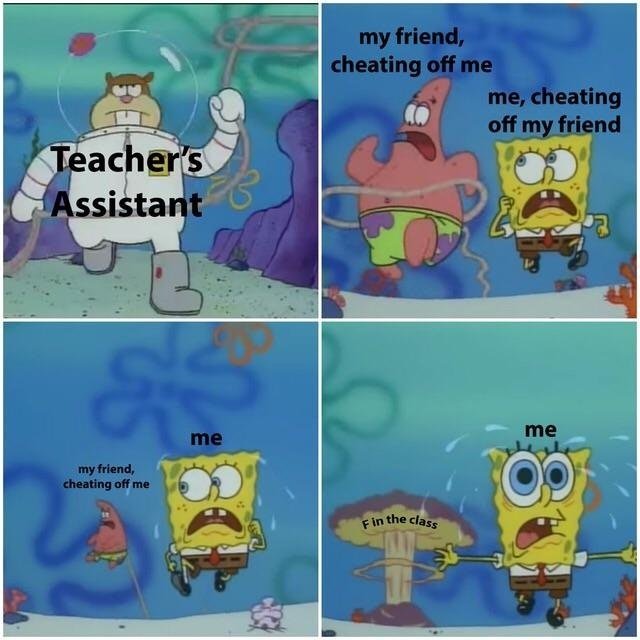 Teacher's
Assistant
my friend,
cheating off me
me, cheating
off my friend
my friend,
cheating off me
me
F in the class
me